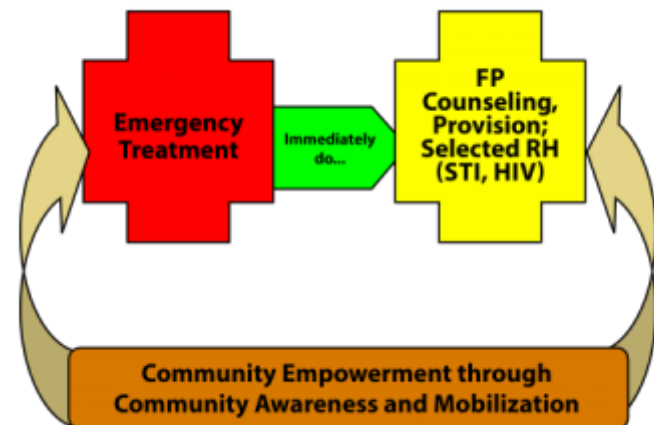 Emergency
Treatment
Immediately
do...
FP
Counseling,
Provision;
Selected RH
(STI, HIV)
Community Empowerment through
Community Awareness and Mobilization